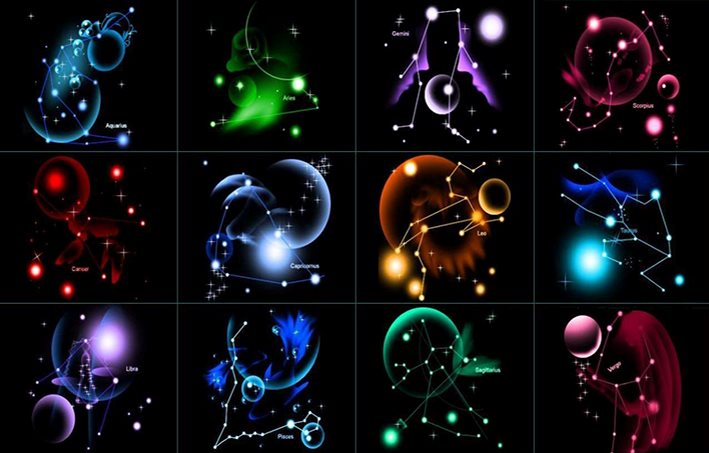 Aquarius
Aries
Gemini
Scorpius
Cancer
Capricornus
Leo
Taurus
Libra
Pisces
Sagittarius
Virgo